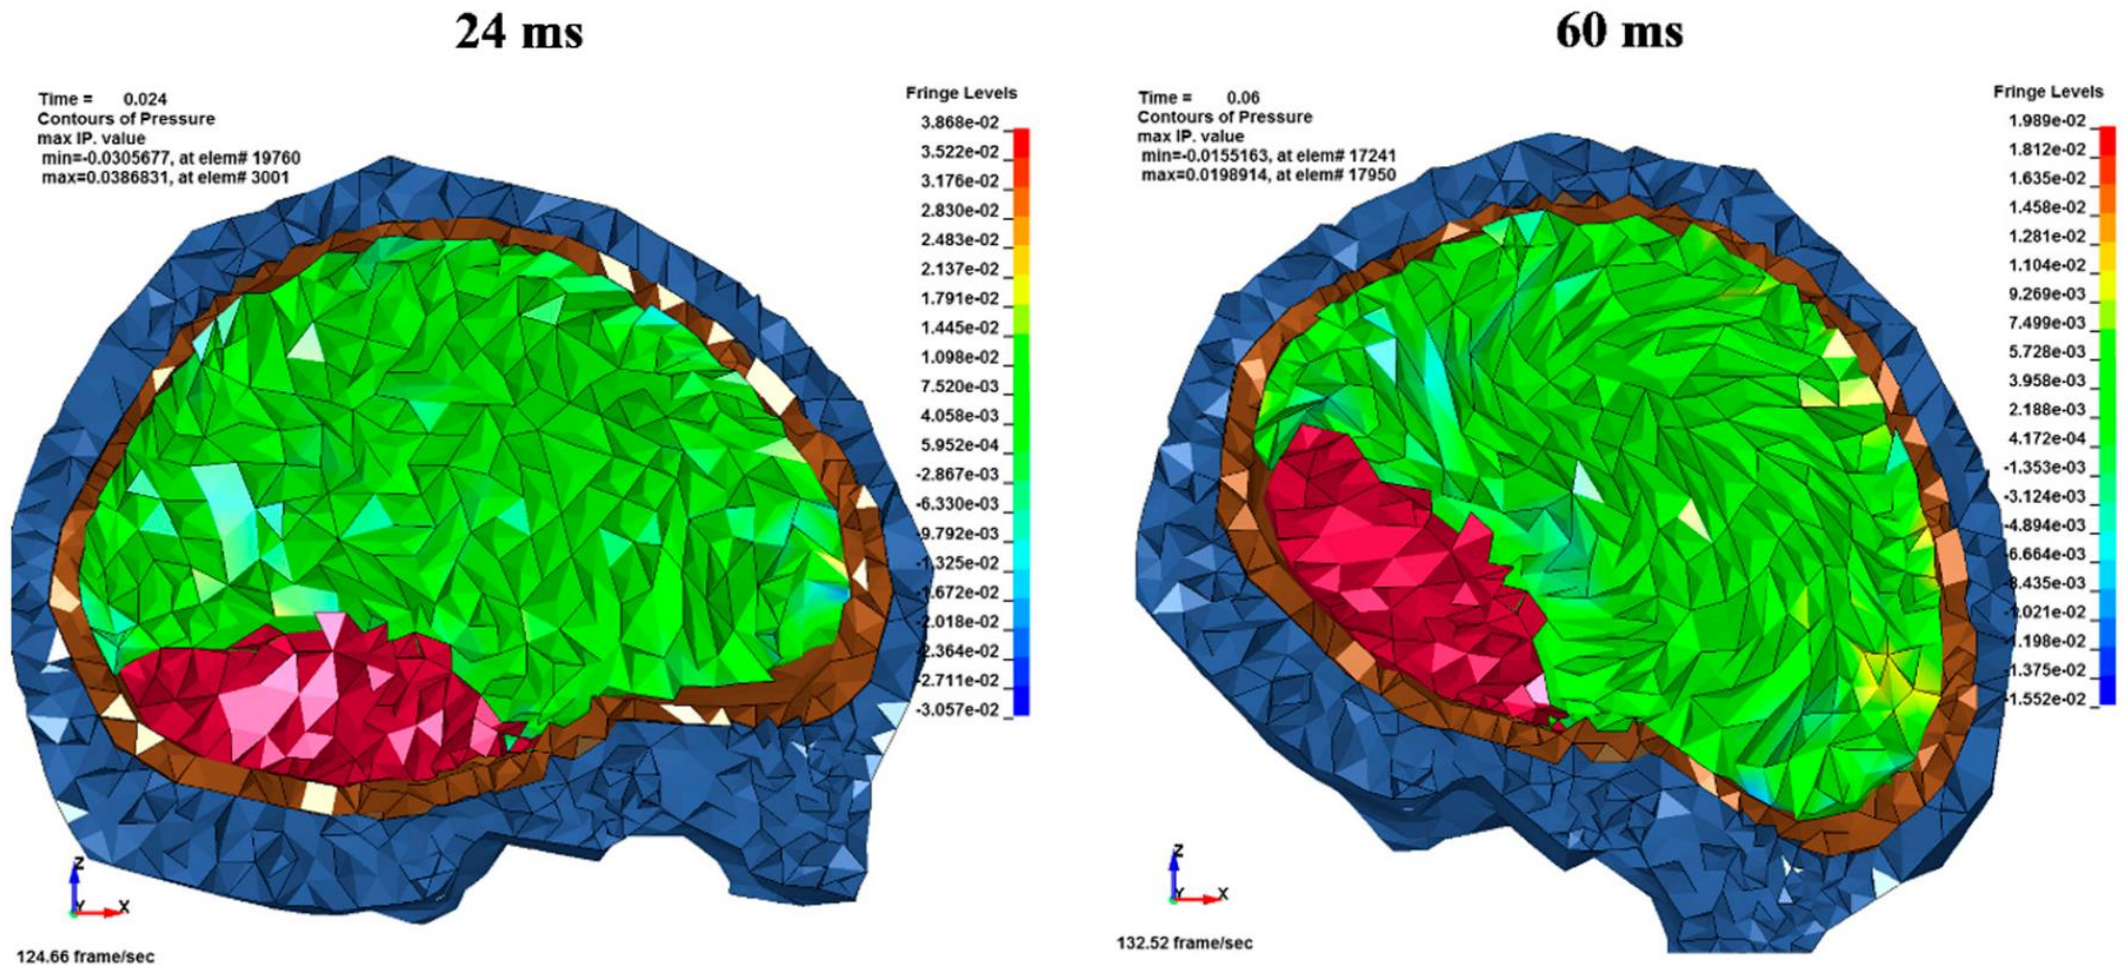 24 ms
Time = 0.024
Contours of Pressure
max IP. value
min=-0.0305677, at elem# 19760
max=0.0386831, at elem# 3001
Fringe Levels
3.868e-02
3.522e-02
3.176e-02
2.830e-02
2.483e-02
2.137e-02
1.791e-02
1.445e-02
1.098e-02
7.520e-03
4.058e-03
5.952e-04
-2.867e-03
-6.330e-03
-9.792e-03
-1.325e-02
-1.672e-02
-2.018e-02
-2.364e-02
-2.711e-02
-3.057e-02
Z
Y X
124.66 frame/sec
60 ms
Time = 0.06
Contours of Pressure
max IP. value
min=-0.0155163, at elem# 17241
max=0.0198914, at elem# 17950
Fringe Levels
1.989e-02
1.812e-02
1.635e-02
1.458e-02
1.281e-02
1.104e-02
9.269e-03
7.499e-03
5.728e-03
3.958e-03
2.188e-03
4.172e-04
-1.353e-03
-3.124e-03
-4.894e-03
-6.664e-03
-8.435e-03
-1.021e-02
-1.198e-02
-1.375e-02
-1.552e-02
Z
Y X
132.52 frame/sec